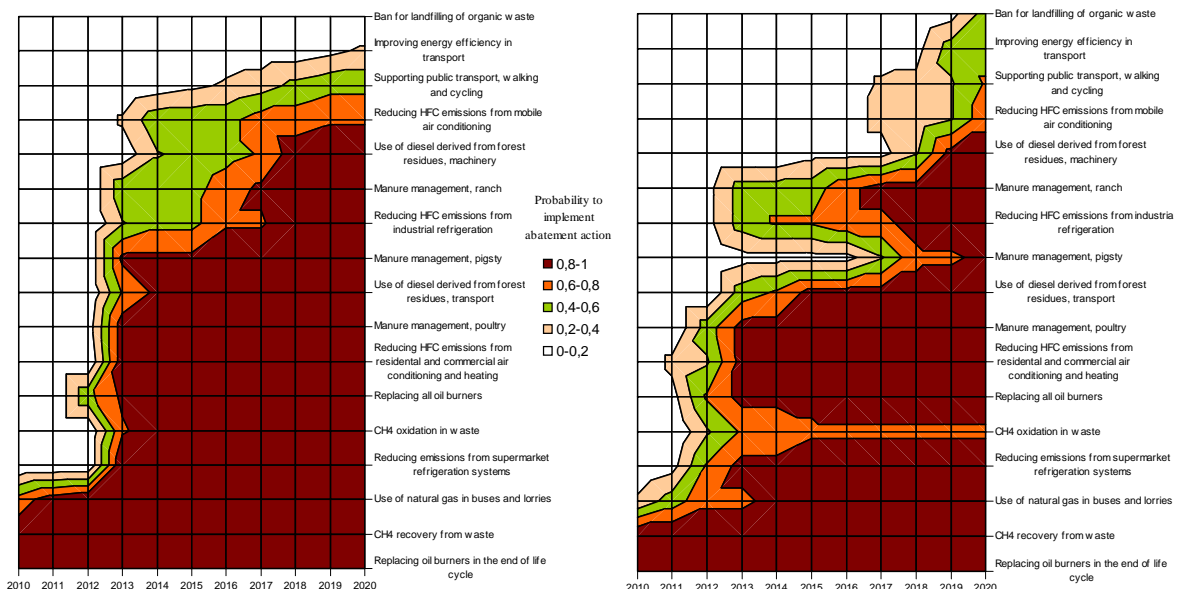 Ban for landfilling of organic waste
Improving energy efficiency in
transport
Supporting public transport, walking
and cycling
Reducing HFC emissions from mobile
air conditioning
Use of diesel derived from forest
residues, machinery
Manure management, ranch
Reducing HFC emissions from
industrial refrigeration
Manure management, pigsty
Use of diesel derived from forest
residues, transport
Manure management, poultry
Reducing HFC emissions from
residental and commercial air
conditioning and heating
Replacing all oil burners
CH4 oxidation in waste
Reducing emissions from supermarket
refrigeration systems
Use of natural gas in buses and lorries
CH4 recovery from waste
Replacing oil burners in the end of life
cycle
2010 2011 2012 2013 2014 2015 2016 2017 2018 2019 2020
Probability to
implement
abatement action
0,8-1
0,6-0,8
0,4-0,6
0,2-0,4
0-0,2
Ban for landfilling of organic waste
Improving energy efficiency in
transport
Supporting public transport, walking
and cycling
Reducing HFC emissions from mobile
air conditioning
Use of diesel derived from forest
residues, machinery
Manure management, ranch
Reducing HFC emissions from industrial
refrigeration
Manure management, pigsty
Use of diesel derived from forest
residues, transport
Manure management, poultry
Reducing HFC emissions from
residental and commercial air
conditioning and heating
Replacing all oil burners
CH4 oxidation in waste
Reducing emissions from supermarket
refrigeration systems
Use of natural gas in buses and lorries
CH4 recovery from waste
Replacing oil burners in the end of life
cycle
2010 2011 2012 2013 2014 2015 2016 2017 2018 2019 2020